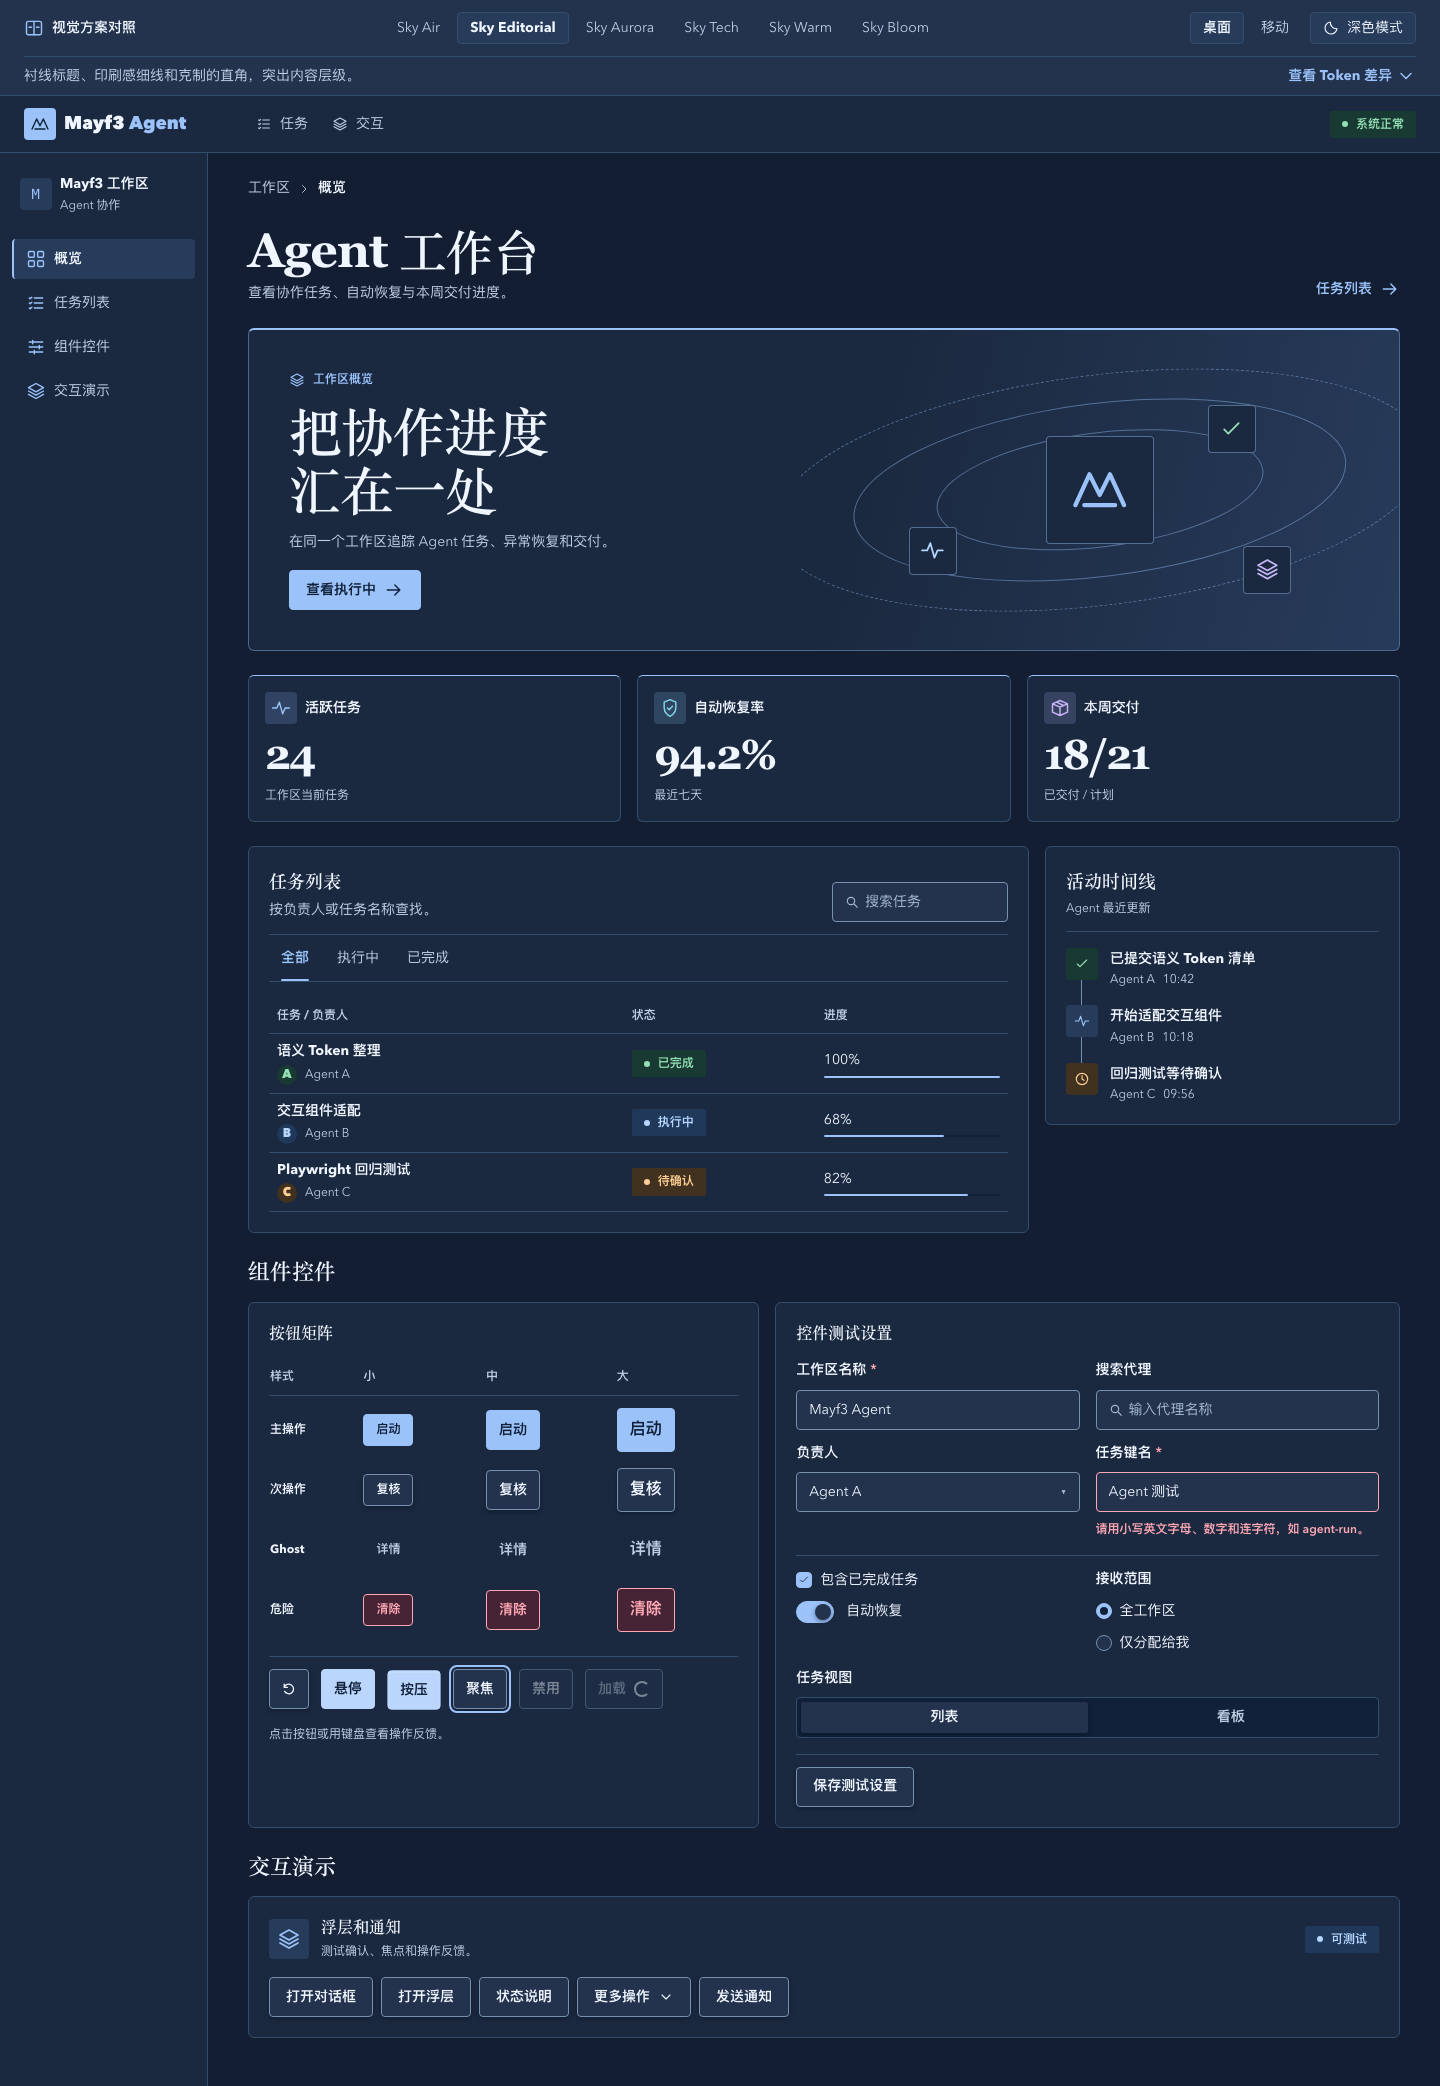 视觉方案对照
Sky Air
Sky Editorial
Sky Aurora
Sky Tech
Sky Warm
Sky Bloom
桌面
移动
深色模式
衬线标题、印刷感细线和克制的直角，突出内容层级。
查看 Token 差异
Mayf3 Agent
任务
交互
系统正常
M
Mayf3 工作区
Agent 协作
概览
任务列表
组件控件
交互演示
工作区 > 概览
Agent 工作台
查看协作任务、自动恢复与本周交付进度。
任务列表
工作区概览
把协作进度
汇在一处
在同一个工作区追踪 Agent 任务、异常恢复和交付。
查看执行中
活跃任务
24
工作区当前任务
自动恢复率
94.2%
最近七天
本周交付
18/21
已交付 / 计划
任务列表
按负责人或任务名称查找。
搜索任务
全部
执行中
已完成
任务 / 负责人
状态
进度
语义 Token 整理
A Agent A
已完成
100%
交互组件适配
B Agent B
执行中
68%
Playwright 回归测试
C Agent C
待确认
82%
活动时间线
Agent 最近更新
已提交语义 Token 清单
Agent A 10:42
开始适配交互组件
Agent B 10:18
回归测试等待确认
Agent C 09:56
组件控件
按钮矩阵
样式
小
中
大
主操作
启动
启动
启动
次操作
复核
复核
复核
Ghost
详情
详情
详情
危险
清除
清除
清除
悬停
按压
聚焦
禁用
加载
点击按钮或用键盘查看操作反馈。
控件测试设置
工作区名称 *
Mayf3 Agent
搜索代理
输入代理名称
负责人
Agent A
任务键名 *
Agent 测试
请用小写英文字母、数字和连字符，如 agent-run。
包含已完成任务
自动恢复
接收范围
全工作区
仅分配给我
任务视图
列表
看板
保存测试设置
交互演示
浮层和通知
测试确认、焦点和操作反馈。
可测试
打开对话框
打开浮层
状态说明
更多操作
发送通知